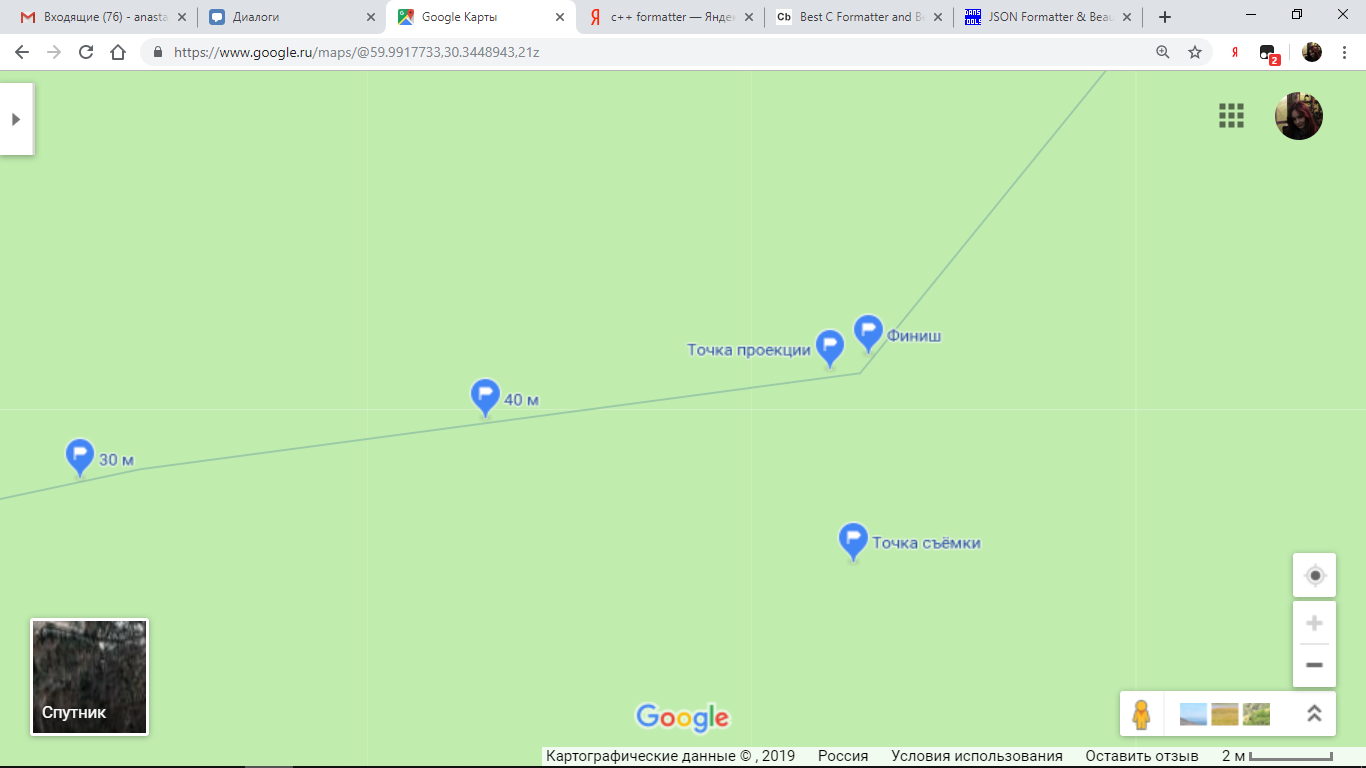 Входящие (76) - anasta
Диалоги
Google Карты
c++ formatter — Яндек
Best C Formatter and Be
JSON Formatter & Beau
https://www.google.ru/maps/@59.9917733,30.3448943,21z
2
Финиш
Точка проекции
40 м
30 м
Точка съёмки
Спутник
Google
Картографические данные © , 2019 Россия Условия использования Оставить отзыв 2 м